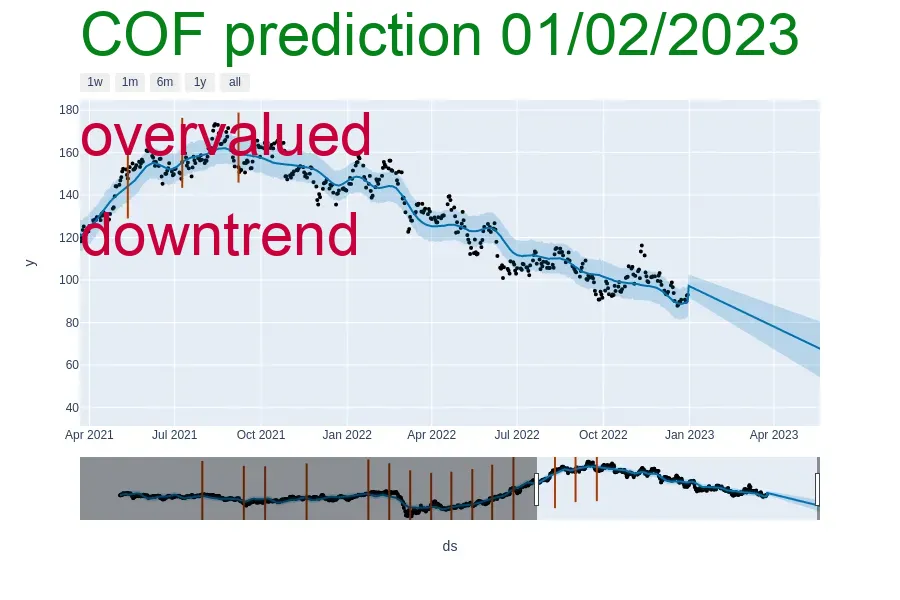 COF prediction 01/02/2023
1w 1m 6m 1y all
overvalued
downtrend
180
160
140
120
100
80
60
40
y
Apr 2021 Jul 2021 Oct 2021 Jan 2022 Apr 2022 Jul 2022 Oct 2022 Jan 2023 Apr 2023
ds